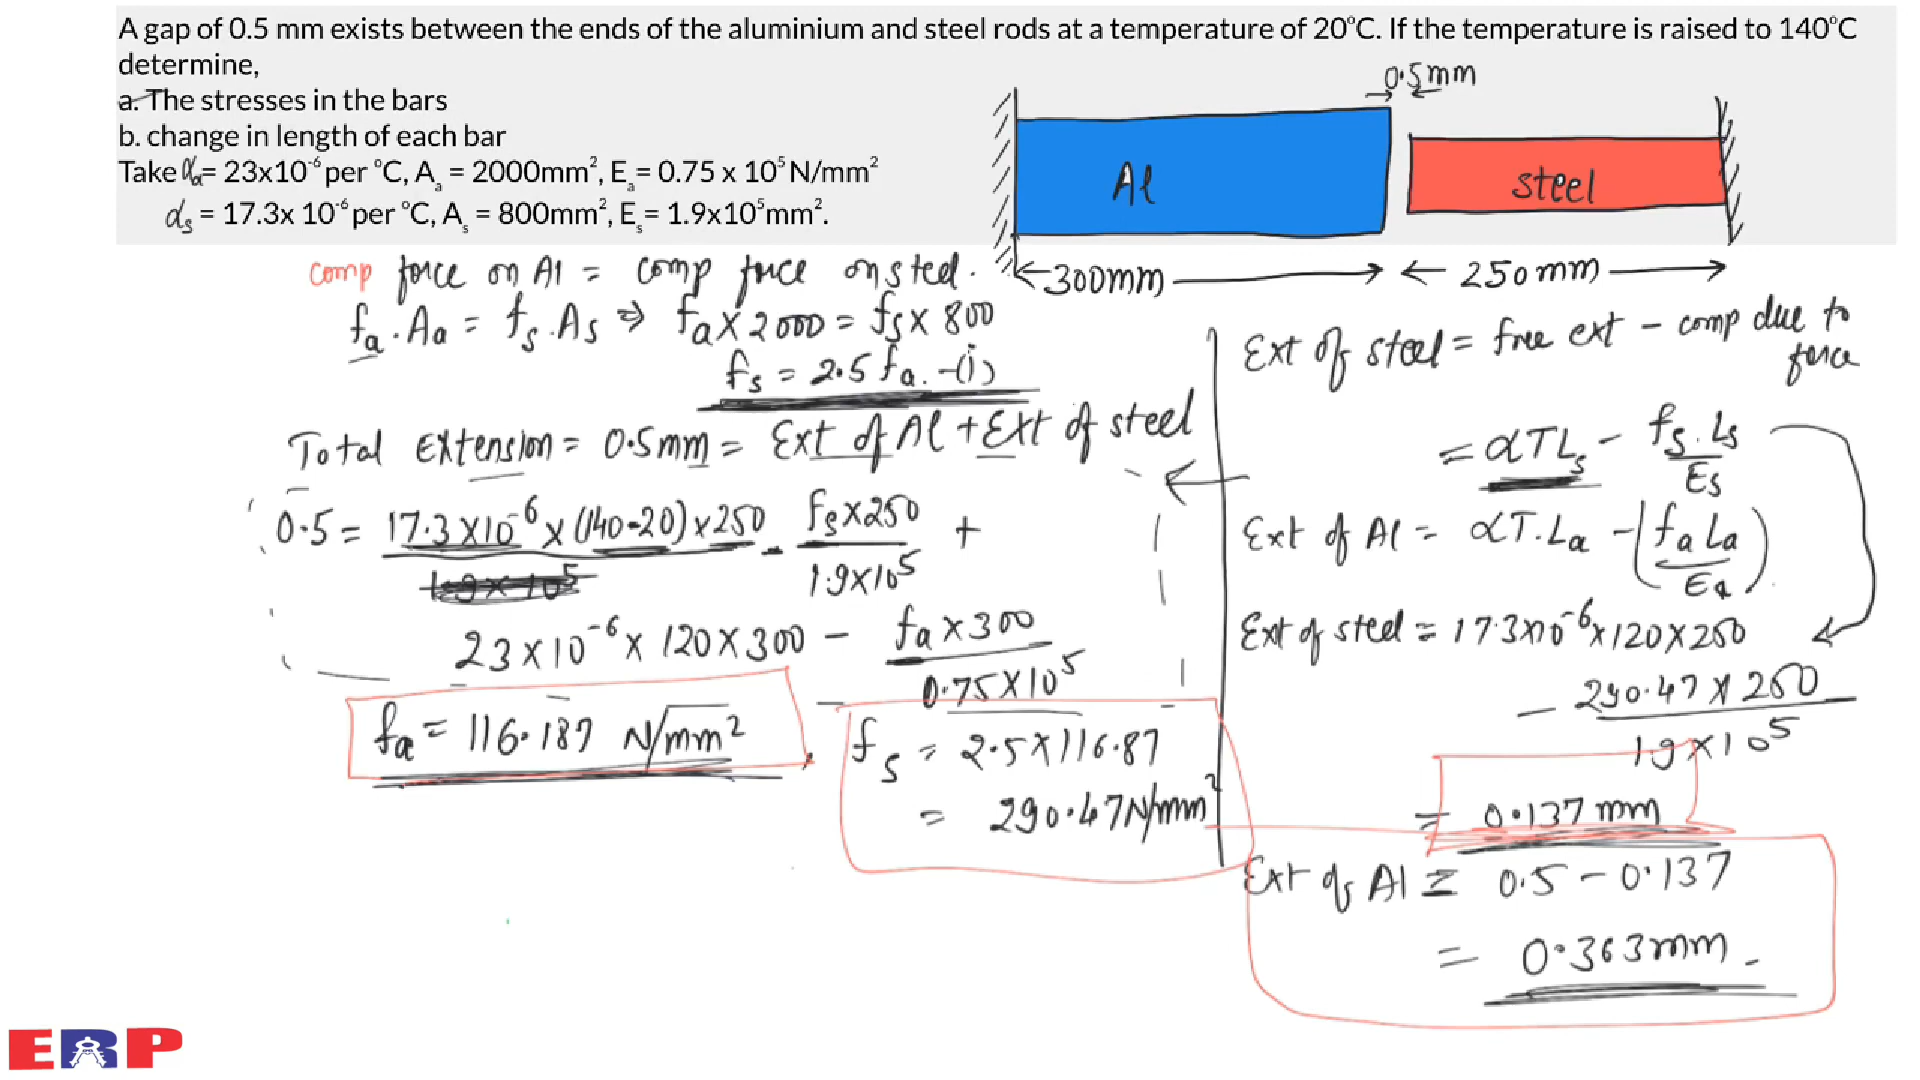 A gap of 0.5 mm exists between the ends of the aluminium and steel rods at a temperature of 20°C. If the temperature is raised to 140°C
determine,
a. The stresses in the bars
b. change in length of each bar
Take αa= 23x10⁻⁶ per °C, Aₐ = 2000mm², Eₐ= 0.75 x 10⁵ N/mm²
αs = 17.3x 10⁻⁶ per °C, Aₛ = 800mm², Eₛ= 1.9x10⁵mm².
0.5mm
Al
steel
300mm
250mm
comp force on Al = comp force on steel.
fa.Aa = fs.As ⇒ fa x 2000 = fs x 800
fs = 2.5 fa. -(i)
Total Extension = 0.5mm = Ext of Al + Ext of steel
0.5 = 17.3x10⁻⁶ x (140-20) x 250 - fs x 250 / 1.9x10⁵ +
23x10⁻⁶ x 120 x 300 - fa x 300 / 0.75x10⁵
fa = 116.187 N/mm²,
fs = 2.5x116.87
= 290.47N/mm²
Ext of steel = free ext - comp due to
force
= αTLs - fs.Ls / Es
Ext of Al = αT.La - (fa La / Ea)
Ext of steel = 17.3x10⁻⁶x120x250
- 290.47 x 250 / 1.9x10⁵
= 0.137 mm
Ext of Al = 0.5 - 0.137
= 0.363mm.
ERP